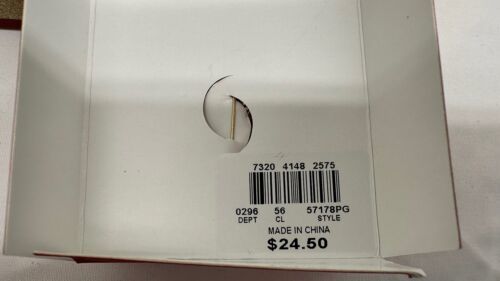 7320 4148 2575
0296 56 57178PG
DEPT CL STYLE
MADE IN CHINA
$24.50